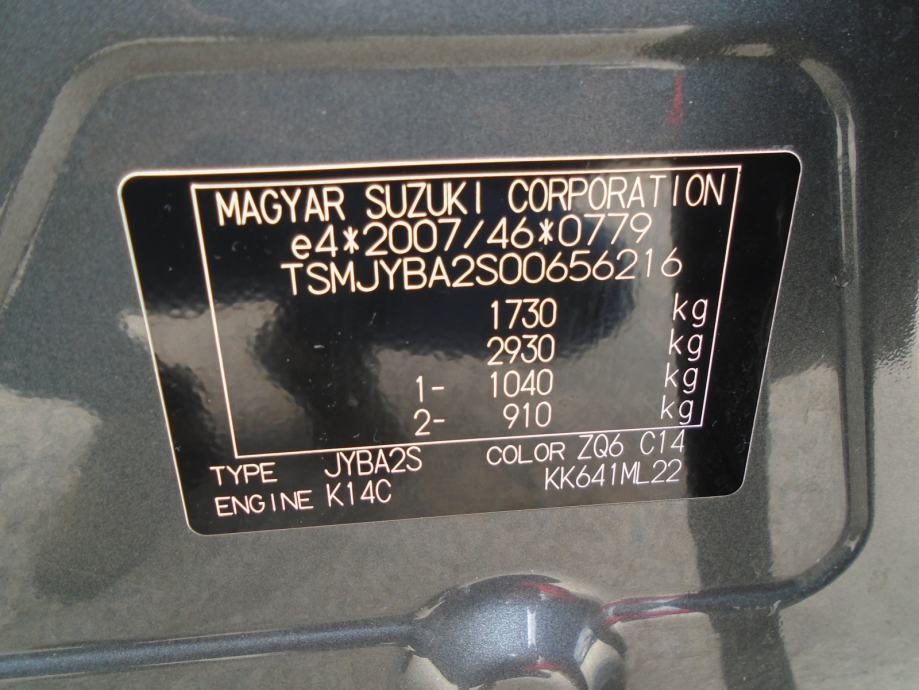 MAGYAR SUZUKI CORPORATION
e4*2007/46*0779
TSMJYBA2S00656216
1730 kg
2930 kg
1- 1040 kg
2- 910 kg
TYPE JYBA2S COLOR ZQ6 C14
ENGINE K14C KK641ML22